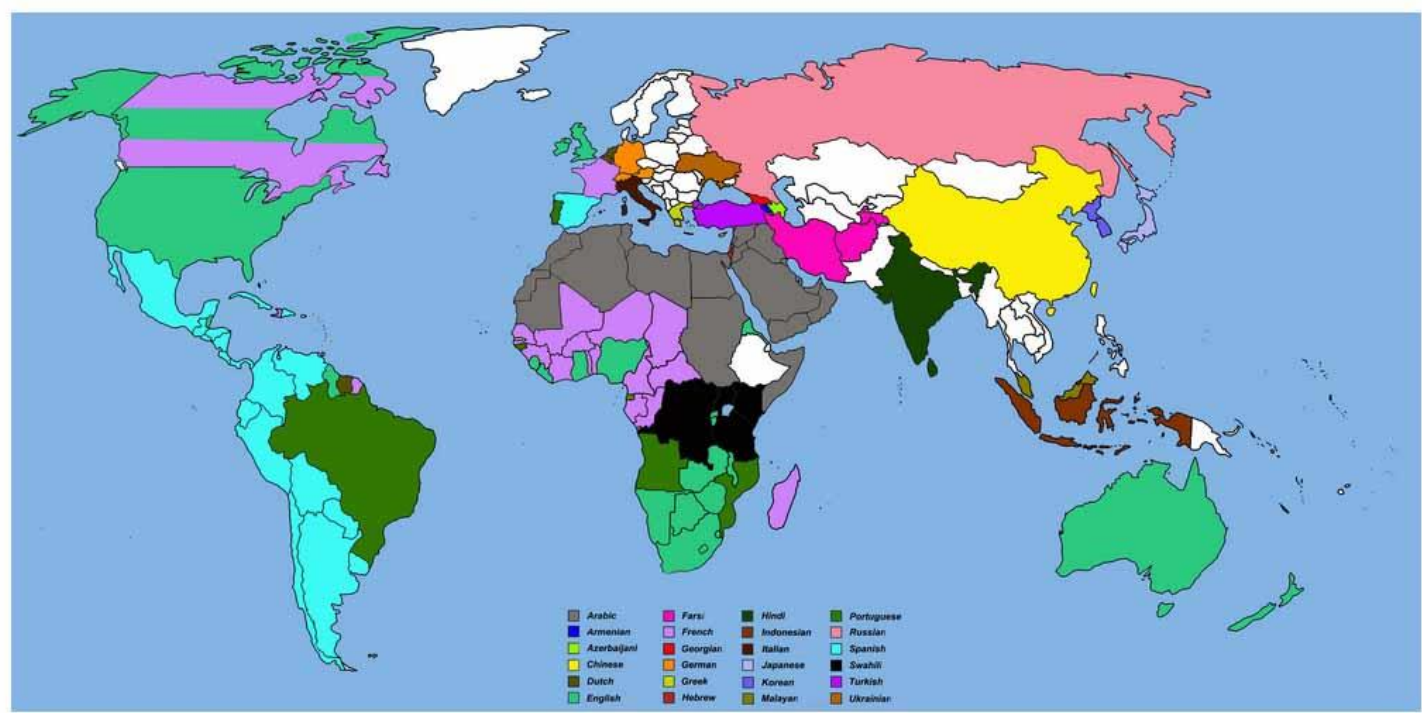 Arabic
Armenian
Azerbaijani
Chinese
Dutch
English
Farsi
French
Georgian
German
Greek
Hebrew
Hindi
Indonesian
Italian
Japanese
Korean
Malayan
Portuguese
Russian
Spanish
Swahili
Turkish
Ukrainian